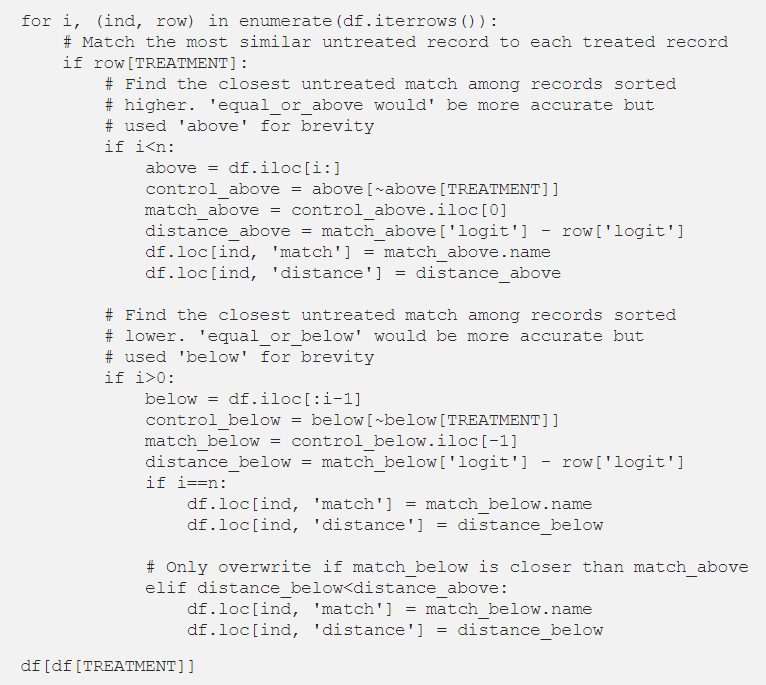 for i, (ind, row) in enumerate(df.iterrows()):
    # Match the most similar untreated record to each treated record
    if row[TREATMENT]:
        # Find the closest untreated match among records sorted
        # higher. 'equal_or_above would' be more accurate but
        # used 'above' for brevity
        if i<n:
            above = df.iloc[i:]
            control_above = above[~above[TREATMENT]]
            match_above = control_above.iloc[0]
            distance_above = match_above['logit'] - row['logit']
            df.loc[ind, 'match'] = match_above.name
            df.loc[ind, 'distance'] = distance_above

        # Find the closest untreated match among records sorted
        # lower. 'equal_or_below' would be more accurate but
        # used 'below' for brevity
        if i>0:
            below = df.iloc[:i-1]
            control_below = below[~below[TREATMENT]]
            match_below = control_below.iloc[-1]
            distance_below = match_below['logit'] - row['logit']
            if i==n:
                df.loc[ind, 'match'] = match_below.name
                df.loc[ind, 'distance'] = distance_below

            # Only overwrite if match_below is closer than match_above
            elif distance_below<distance_above:
                df.loc[ind, 'match'] = match_below.name
                df.loc[ind, 'distance'] = distance_below

df[df[TREATMENT]]